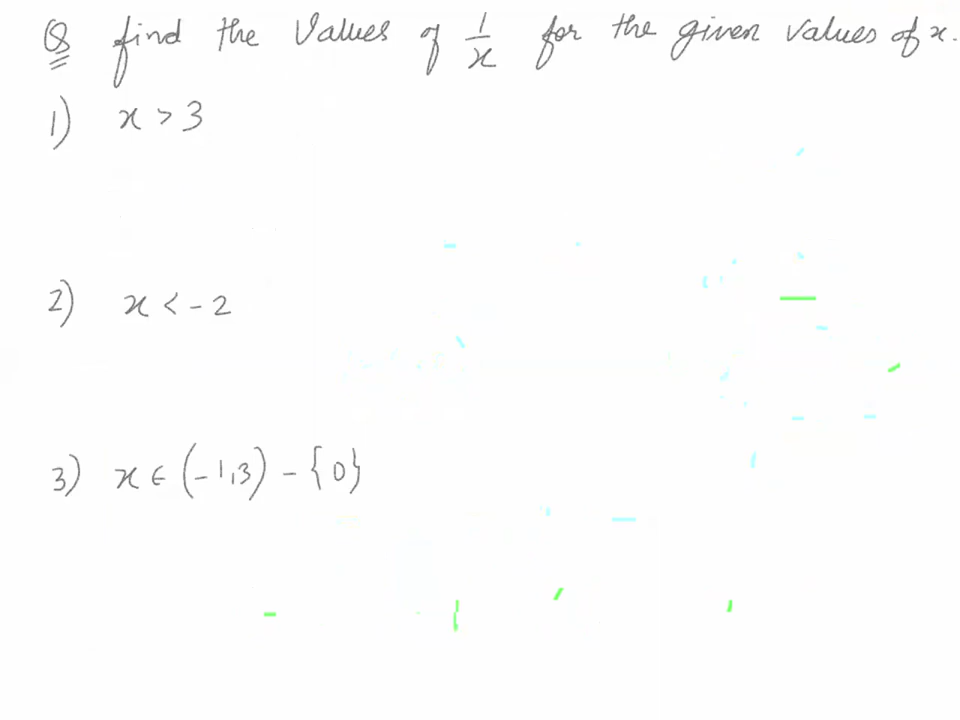 Q find the Values of 1/x for the given values of x.
1) x > 3
2) x < -2
3) x ∈ (-1,3) - {0}